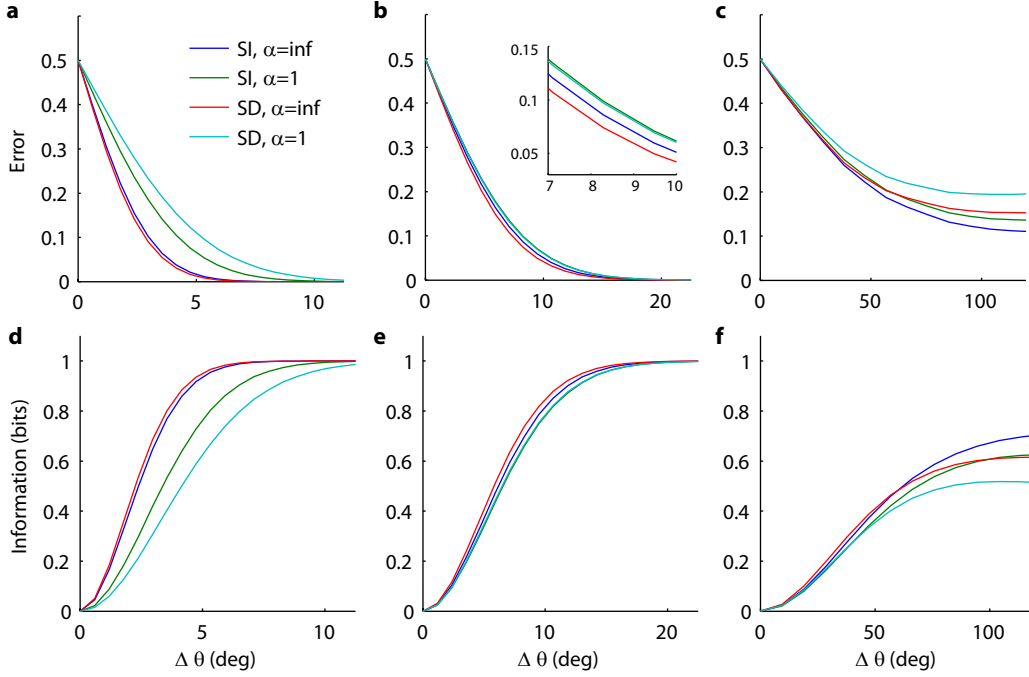 a
b
c
SI, α=inf
SI, α=1
SD, α=inf
SD, α=1
Error
0.5
0.4
0.3
0.2
0.1
0
0 5 10
0.5
0.4
0.3
0.2
0.1
0
0 10 20
0.15
0.1
0.05
7 8 9 10
0.5
0.4
0.3
0.2
0.1
0
0 50 100
d
e
f
Information (bits)
1
0.8
0.6
0.4
0.2
0
0 5 10
Δ θ (deg)
1
0.8
0.6
0.4
0.2
0
0 10 20
Δ θ (deg)
1
0.8
0.6
0.4
0.2
0
0 50 100
Δ θ (deg)